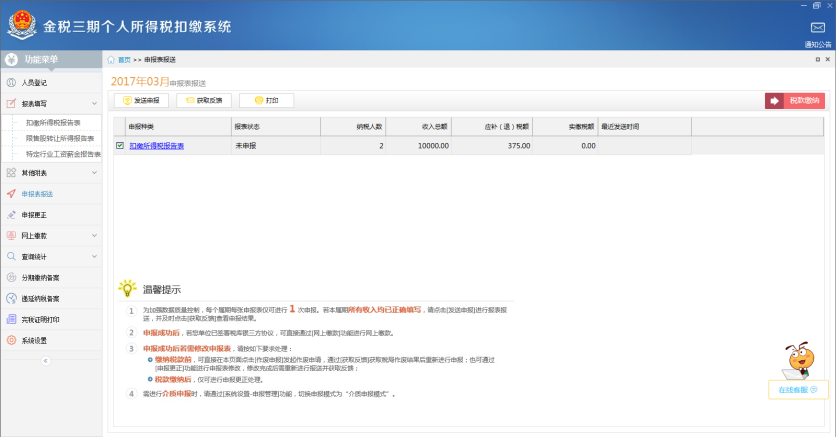 金税三期个人所得税扣缴系统
通知公告
功能菜单
首页 >> 申报表报送
人员登记
2017年03月申报表报送
报表填写
发送申报 获取反馈 打印 税款缴纳
扣缴所得税报告表
限售股转让所得报告表
特定行业工资薪金报告表
申报种类 报表状态 纳税人数 收入总额 应补（退）税额 实缴税额 最近发送时间
扣缴所得税报告表 未申报 2 10000.00 375.00 0.00
其他附表
申报表报送
申报更正
网上缴款
查询统计
分期缴纳备案
递延纳税备案
完税证明打印
系统设置
温馨提示
1 为加强数据质量控制，每个属期每张申报表仅可进行 1 次申报。若本属期所有收入均已正确填写，请点击[发送申报]进行报表报
送，并及时点击[获取反馈]查看申报结果。
2 申报成功后，若您单位已签署税库银三方协议，可直接通过[网上缴款]功能进行网上缴款。
3 申报成功后若需修改申报表，请按如下要求处理：
缴纳税款前，可直接在本页面点击[作废申报]发起作废申请，通过[获取反馈]获取税局作废结果后重新进行申报；也可通过
[申报更正]功能进行申报表修改，修改完成后需重新进行报送并获取反馈；
税款缴纳后，仅可进行申报更正处理。
4 需进行介质申报时，请通过[系统设置-申报管理]功能，切换申报模式为“介质申报模式”。
在线客服